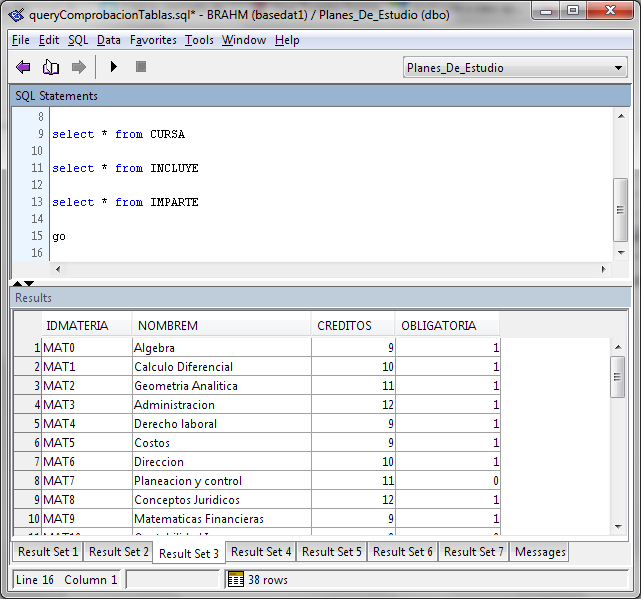 queryComprobacionTablas.sql* - BRAHM (basedat1) / Planes_De_Estudio (dbo)
File Edit SQL Data Favorites Tools Window Help
Planes_De_Estudio
SQL Statements
8
9 select * from CURSA
10
11 select * from INCLUYE
12
13 select * from IMPARTE
14
15 go
16
Results
IDMATERIA NOMBREM CREDITOS OBLIGATORIA
1 MAT0 Algebra 9 1
2 MAT1 Calculo Diferencial 10 1
3 MAT2 Geometria Analitica 11 1
4 MAT3 Administracion 12 1
5 MAT4 Derecho laboral 9 1
6 MAT5 Costos 9 1
7 MAT6 Direccion 10 1
8 MAT7 Planeacion y control 11 0
9 MAT8 Conceptos Juridicos 12 1
10 MAT9 Matematicas Financieras 9 1
Result Set 1 Result Set 2 Result Set 3 Result Set 4 Result Set 5 Result Set 6 Result Set 7 Messages
Line 16 Column 1 38 rows